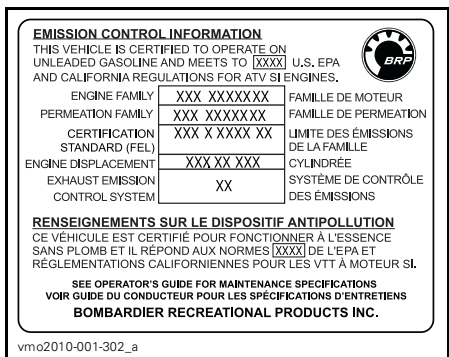 EMISSION CONTROL INFORMATION
THIS VEHICLE IS CERTIFIED TO OPERATE ON
UNLEADED GASOLINE AND MEETS TO XXXX U.S. EPA
AND CALIFORNIA REGULATIONS FOR ATV SI ENGINES.
BRP
ENGINE FAMILY XXX XXXXXXX FAMILLE DE MOTEUR
PERMEATION FAMILY XXX XXXXXXX FAMILLE DE PERMEATION
CERTIFICATION XXX X XXXX XX LIMITE DES ÉMISSIONS
STANDARD (FEL) DE LA FAMILLE
ENGINE DISPLACEMENT XXX XX XXX CYLINDRÉE
EXHAUST EMISSION XX SYSTÈME DE CONTRÔLE
CONTROL SYSTEM DES ÉMISSIONS
RENSEIGNEMENTS SUR LE DISPOSITIF ANTIPOLLUTION
CE VÉHICULE EST CERTIFIÉ POUR FONCTIONNER À L'ESSENCE
SANS PLOMB ET IL RÉPOND AUX NORMES XXXX DE L'EPA ET
RÉGLEMENTATIONS CALIFORNIENNES POUR LES VTT À MOTEUR SI.
SEE OPERATOR'S GUIDE FOR MAINTENANCE SPECIFICATIONS
VOIR GUIDE DU CONDUCTEUR POUR LES SPÉCIFICATIONS D'ENTRETIENS
BOMBARDIER RECREATIONAL PRODUCTS INC.
vmo2010-001-302_a